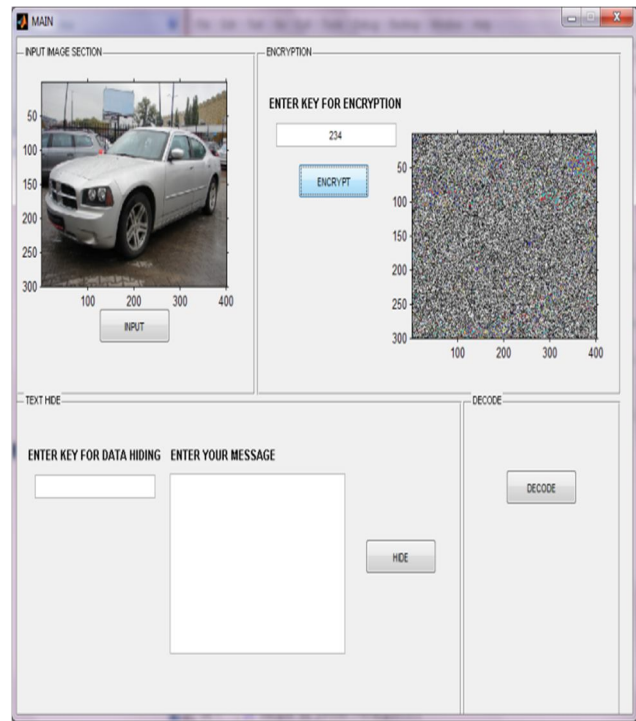 MAIN
INPUT IMAGE SECTION
50
100
150
200
250
300
100 200 300 400
INPUT
ENCRYPTION
ENTER KEY FOR ENCRYPTION
234
ENCRYPT
50
100
150
200
250
300
100 200 300 400
TEXT HIDE
ENTER KEY FOR DATA HIDING ENTER YOUR MESSAGE
HIDE
DECODE
DECODE